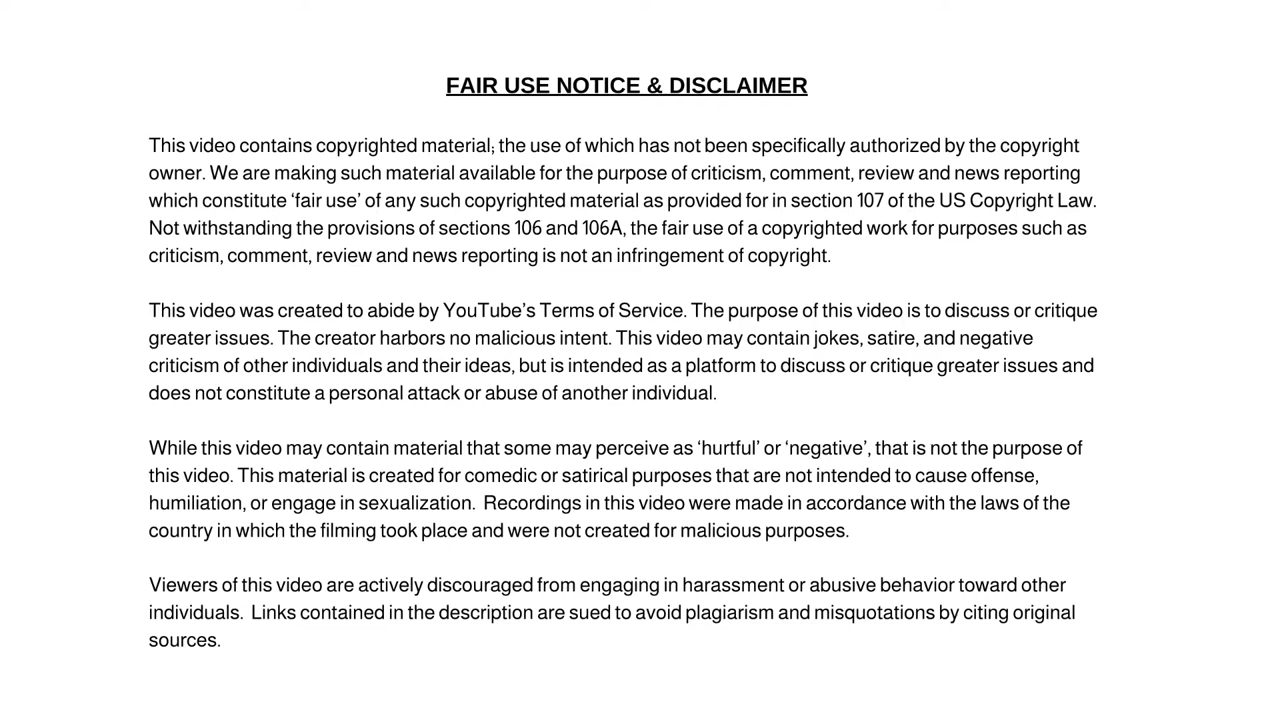 FAIR USE NOTICE & DISCLAIMER
This video contains copyrighted material; the use of which has not been specifically authorized by the copyright
owner. We are making such material available for the purpose of criticism, comment, review and news reporting
which constitute ‘fair use’ of any such copyrighted material as provided for in section 107 of the US Copyright Law.
Not withstanding the provisions of sections 106 and 106A, the fair use of a copyrighted work for purposes such as
criticism, comment, review and news reporting is not an infringement of copyright.
This video was created to abide by YouTube’s Terms of Service. The purpose of this video is to discuss or critique
greater issues. The creator harbors no malicious intent. This video may contain jokes, satire, and negative
criticism of other individuals and their ideas, but is intended as a platform to discuss or critique greater issues and
does not constitute a personal attack or abuse of another individual.
While this video may contain material that some may perceive as ‘hurtful’ or ‘negative’, that is not the purpose of
this video. This material is created for comedic or satirical purposes that are not intended to cause offense,
humiliation, or engage in sexualization.  Recordings in this video were made in accordance with the laws of the
country in which the filming took place and were not created for malicious purposes.
Viewers of this video are actively discouraged from engaging in harassment or abusive behavior toward other
individuals.  Links contained in the description are sued to avoid plagiarism and misquotations by citing original
sources.